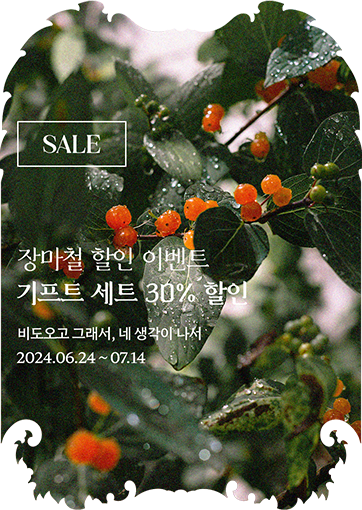 SALE
장마철 할인 이벤트
기프트 세트 30% 할인
비도오고 그래서, 네 생각이 나서
2024.06.24 ~ 07.14